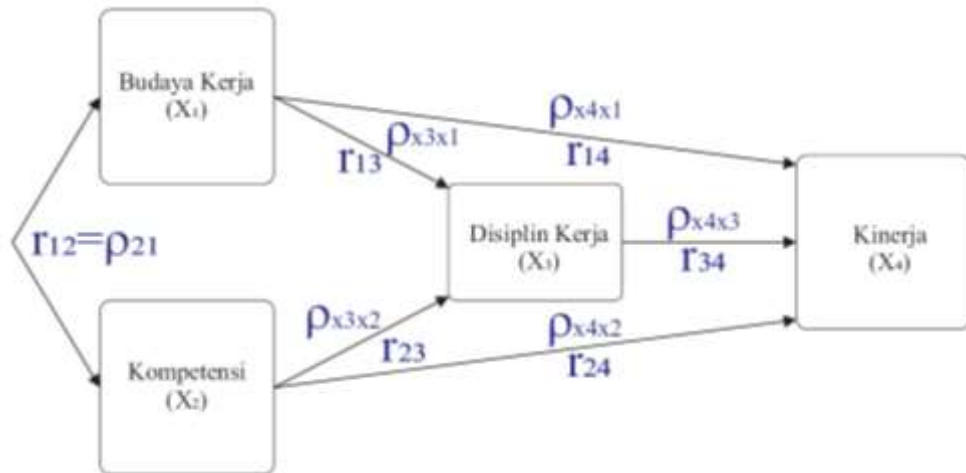 Budaya Kerja
(X₁)
ρx3x1
r13
ρx4x1
r14
r12=ρ21
Disiplin Kerja
(X₃)
ρx4x3
r34
Kinerja
(X₄)
ρx3x2
r23
ρx4x2
r24
Kompetensi
(X₂)